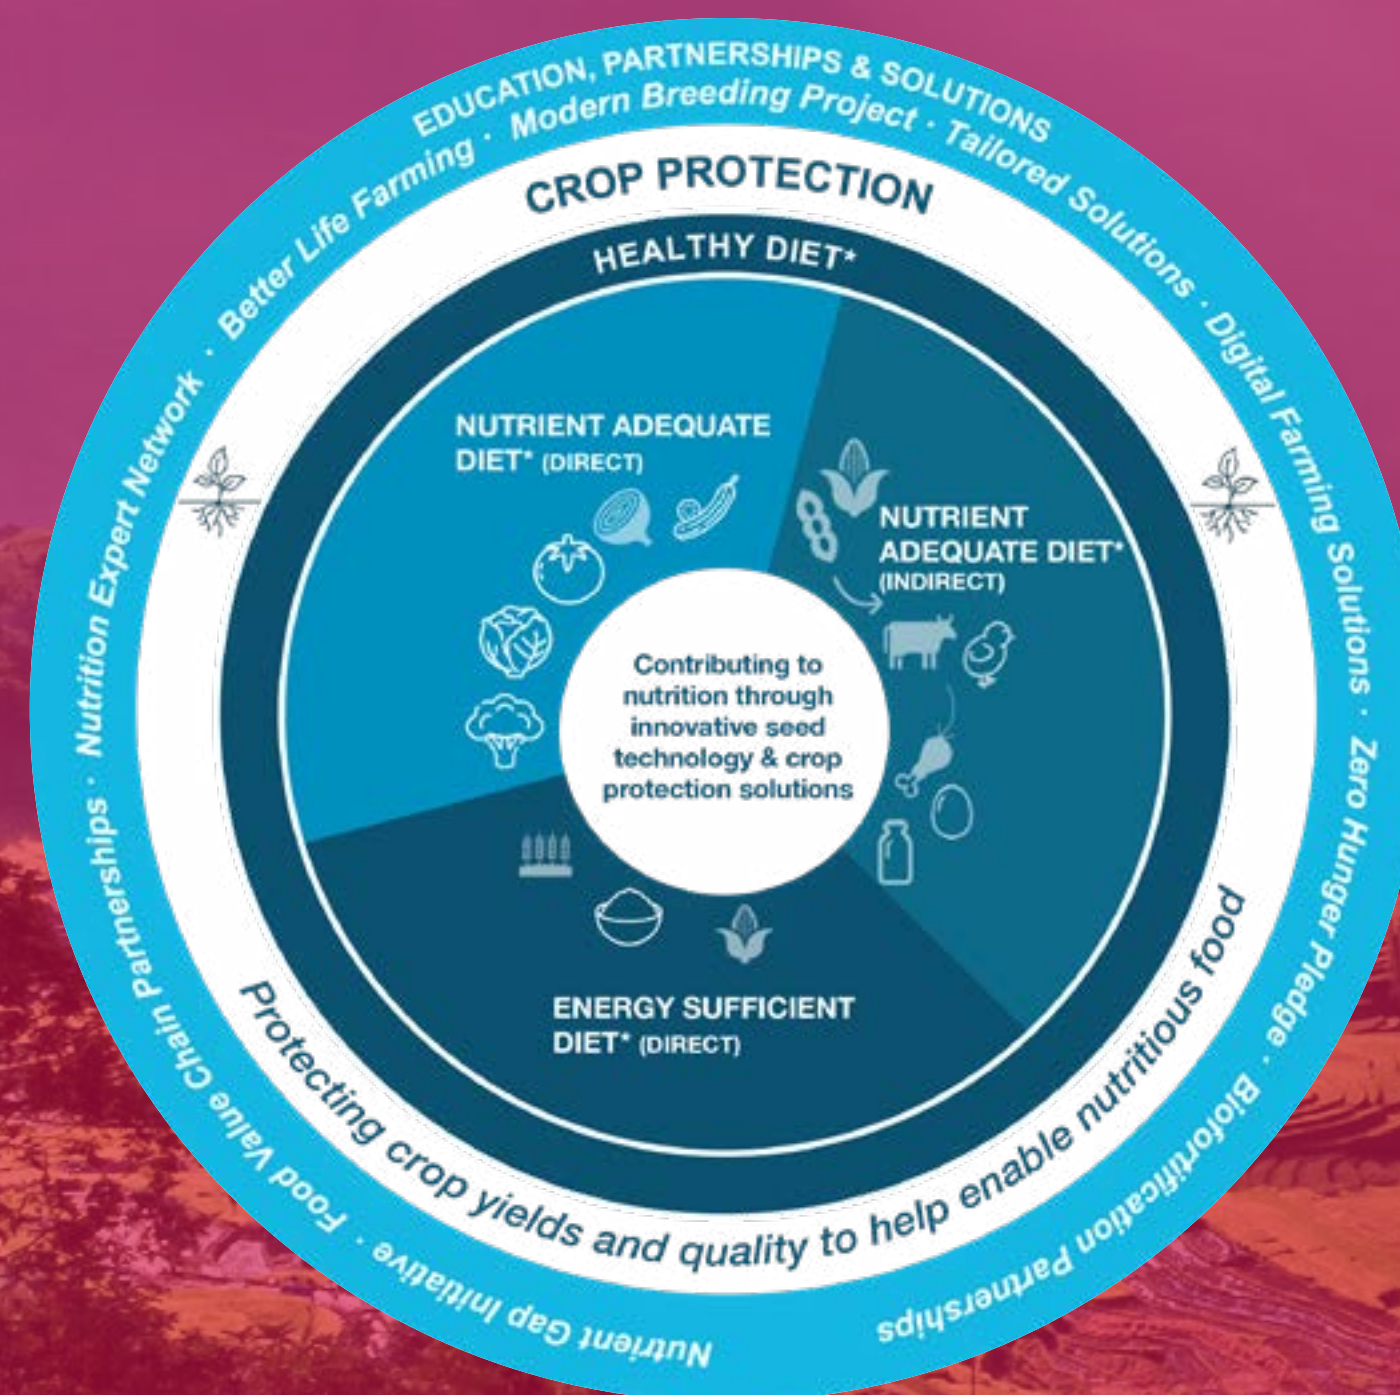 EDUCATION, PARTNERSHIPS & SOLUTIONS
Nutrient Gap Initiative · Food Value Chain Partnerships · Nutrition Expert Network · Better Life Farming · Modern Breeding Project · Tailored Solutions · Digital Farming Solutions · Zero Hunger Pledge · Biofortification Partnerships
CROP PROTECTION
HEALTHY DIET*
NUTRIENT ADEQUATE
DIET* (DIRECT)
NUTRIENT
ADEQUATE DIET*
(INDIRECT)
Contributing to
nutrition through
innovative seed
technology & crop
protection solutions
ENERGY SUFFICIENT
DIET* (DIRECT)
Protecting crop yields and quality to help enable nutritious food